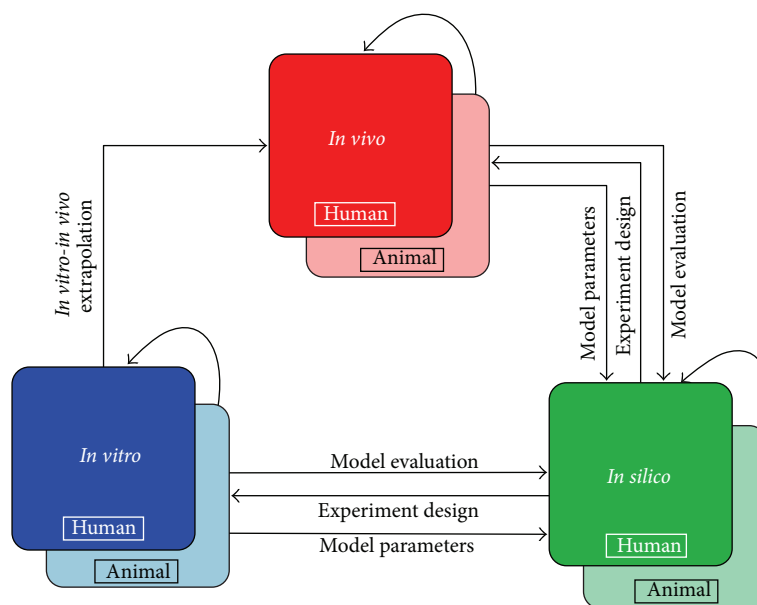 In vivo
Human
Animal
In vitro-in vivo
extrapolation
Model parameters
Experiment design
Model evaluation
In vitro
Human
Animal
Model evaluation
Experiment design
Model parameters
In silico
Human
Animal